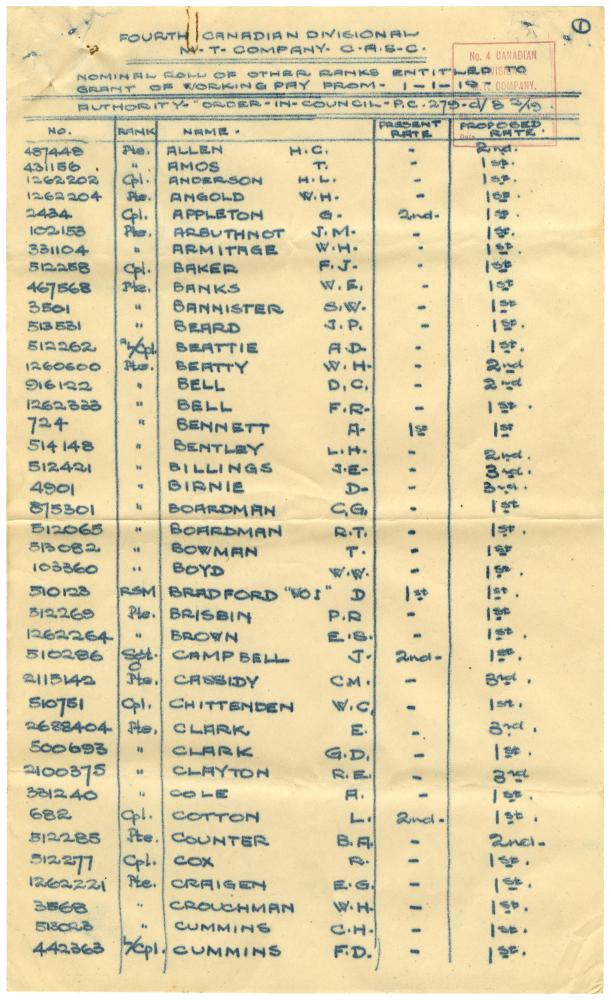 ①
FOURTH CANADIAN DIVISIONAL
M-T- COMPANY- C-A-S-C.
No. 4 CANADIAN
COMPANY.
NOMINAL ROLL OF OTHER RANKS ENTITLED TO
GRANT OF WORKING PAY FROM- 1-1-19-
AUTHORITY- ORDER-IN-COUNCIL-P.C. 279-d/8 2/19.
NO. RANK NAME. PRESENT RATE PROPOSED RATE.
487448 Pte. ALLEN H.C. - 2nd.
431156 " AMOS T. - 1st.
1262202 Cpl. ANDERSON H.L. - 1st.
1262204 Pte. ANGOLD W.H. - 1st.
2434 Cpl. APPLETON G- 2nd- 1st.
102153 Pte. ARBUTHNOT J.M- - 1st.
331104 " ARMITAGE W.H- - 1st.
512258 Cpl. BAKER F.J- - 1st.
467568 Pte. BANKS W.E. - 1st.
3501 " BANNISTER S.W- - 1st.
513531 " BEARD J.P. - 1st.
512262 L/Cpl. BEATTIE A.D- - 1st.
1260600 Pte. BEATTY W.H- - 2nd
916122 " BELL D.C. - 2nd
1262333 " BELL F.R- - 1st.
724 " BENNETT A- 1st 1st.
514148 " BENTLEY L.H- - 2nd.
512421 " BILLINGS J.E- - 3rd.
4901 " BIRNIE D- - 3rd.
875301 " BOARDMAN C.G. - 1st
512065 " BOARDMAN R.T. - 1st.
513082 " BOWMAN T. - 1st
103360 " BOYD W.W. - 1st.
510123 RSM BRADFORD "WO1" D 1st 1st.
512269 Pte. BRISBIN P.R - 1st.
1262264 " BROWN E.S. - 1st.
510286 Sgt. CAMPBELL J- 2nd- 1st.
2115142 Pte. CASSIDY C.M. - 3rd.
510751 Cpl. CHITTENDEN W.C. - 1st.
2688404 Pte. CLARK E. - 3rd.
500693 " CLARK G.D. - 1st.
2100375 " CLAYTON R.E. - 3rd
331240 " COLE A. - 1st.
682 Cpl. COTTON L. 2nd- 1st.
512285 Pte. COUNTER B.A. - 2nd-
512277 Cpl. COX R. - 1st.
1262221 Pte. CRAIGEN E.G. - 1st.
3568 " CROUCHMAN W.H- - 1st.
513023 " CUMMINS C.H- - 1st.
442363 L/Cpl. CUMMINS F.D. - 1st.